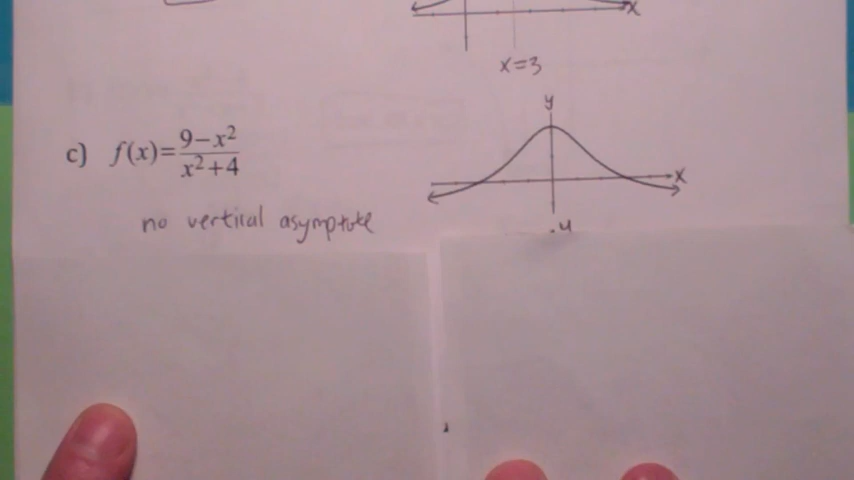 x
x=3
y
c) f(x)=9−x²/x²+4
x
no vertical asymptote